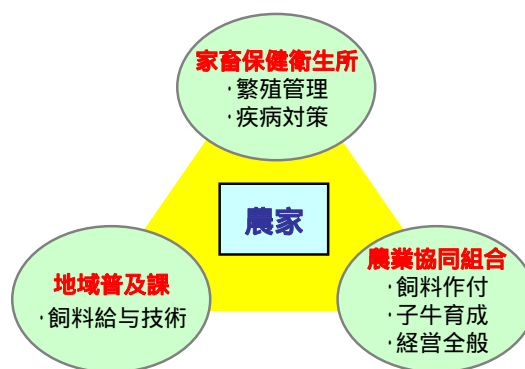 家畜保健衛生所
・繁殖管理
・疾病対策
農家
地域普及課
・飼料給与技術
農業協同組合
・飼料作付
・子牛育成
・経営全般